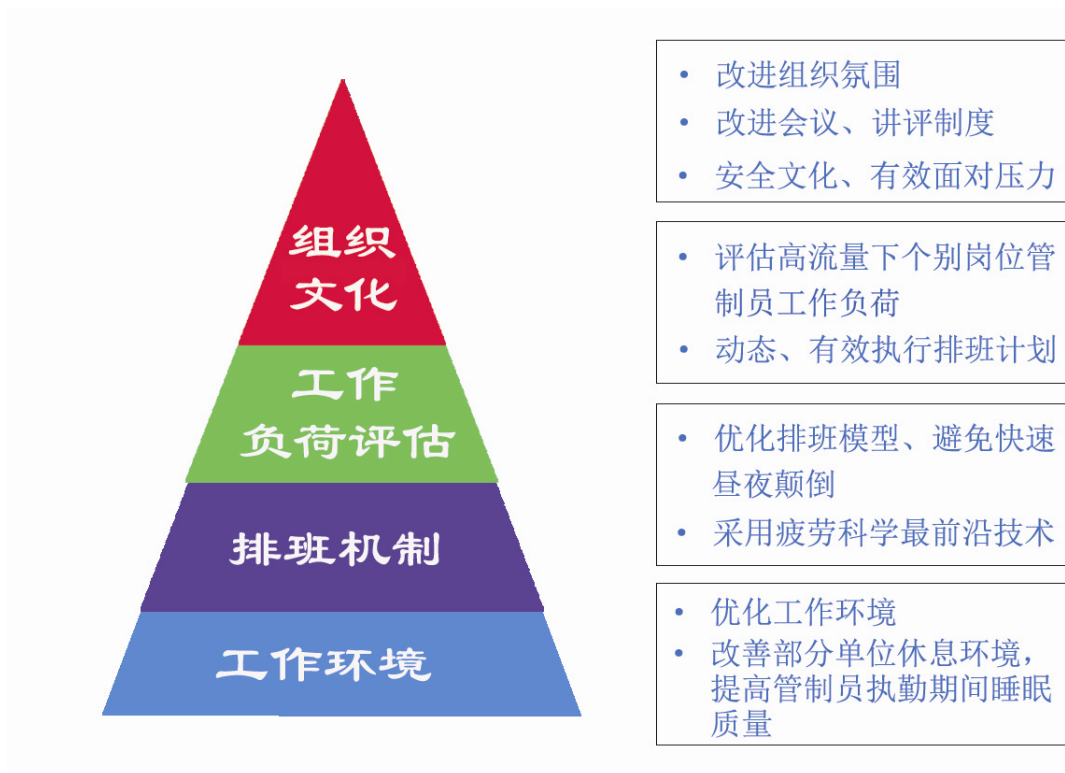 组织
文化
工作
负荷评估
排班机制
工作环境
• 改进组织氛围
• 改进会议、讲评制度
• 安全文化、有效面对压力
• 评估高流量下个别岗位管
制员工作负荷
• 动态、有效执行排班计划
• 优化排班模型、避免快速
昼夜颠倒
• 采用疲劳科学最前沿技术
• 优化工作环境
• 改善部分单位休息环境，
提高管制员执勤期间睡眠
质量